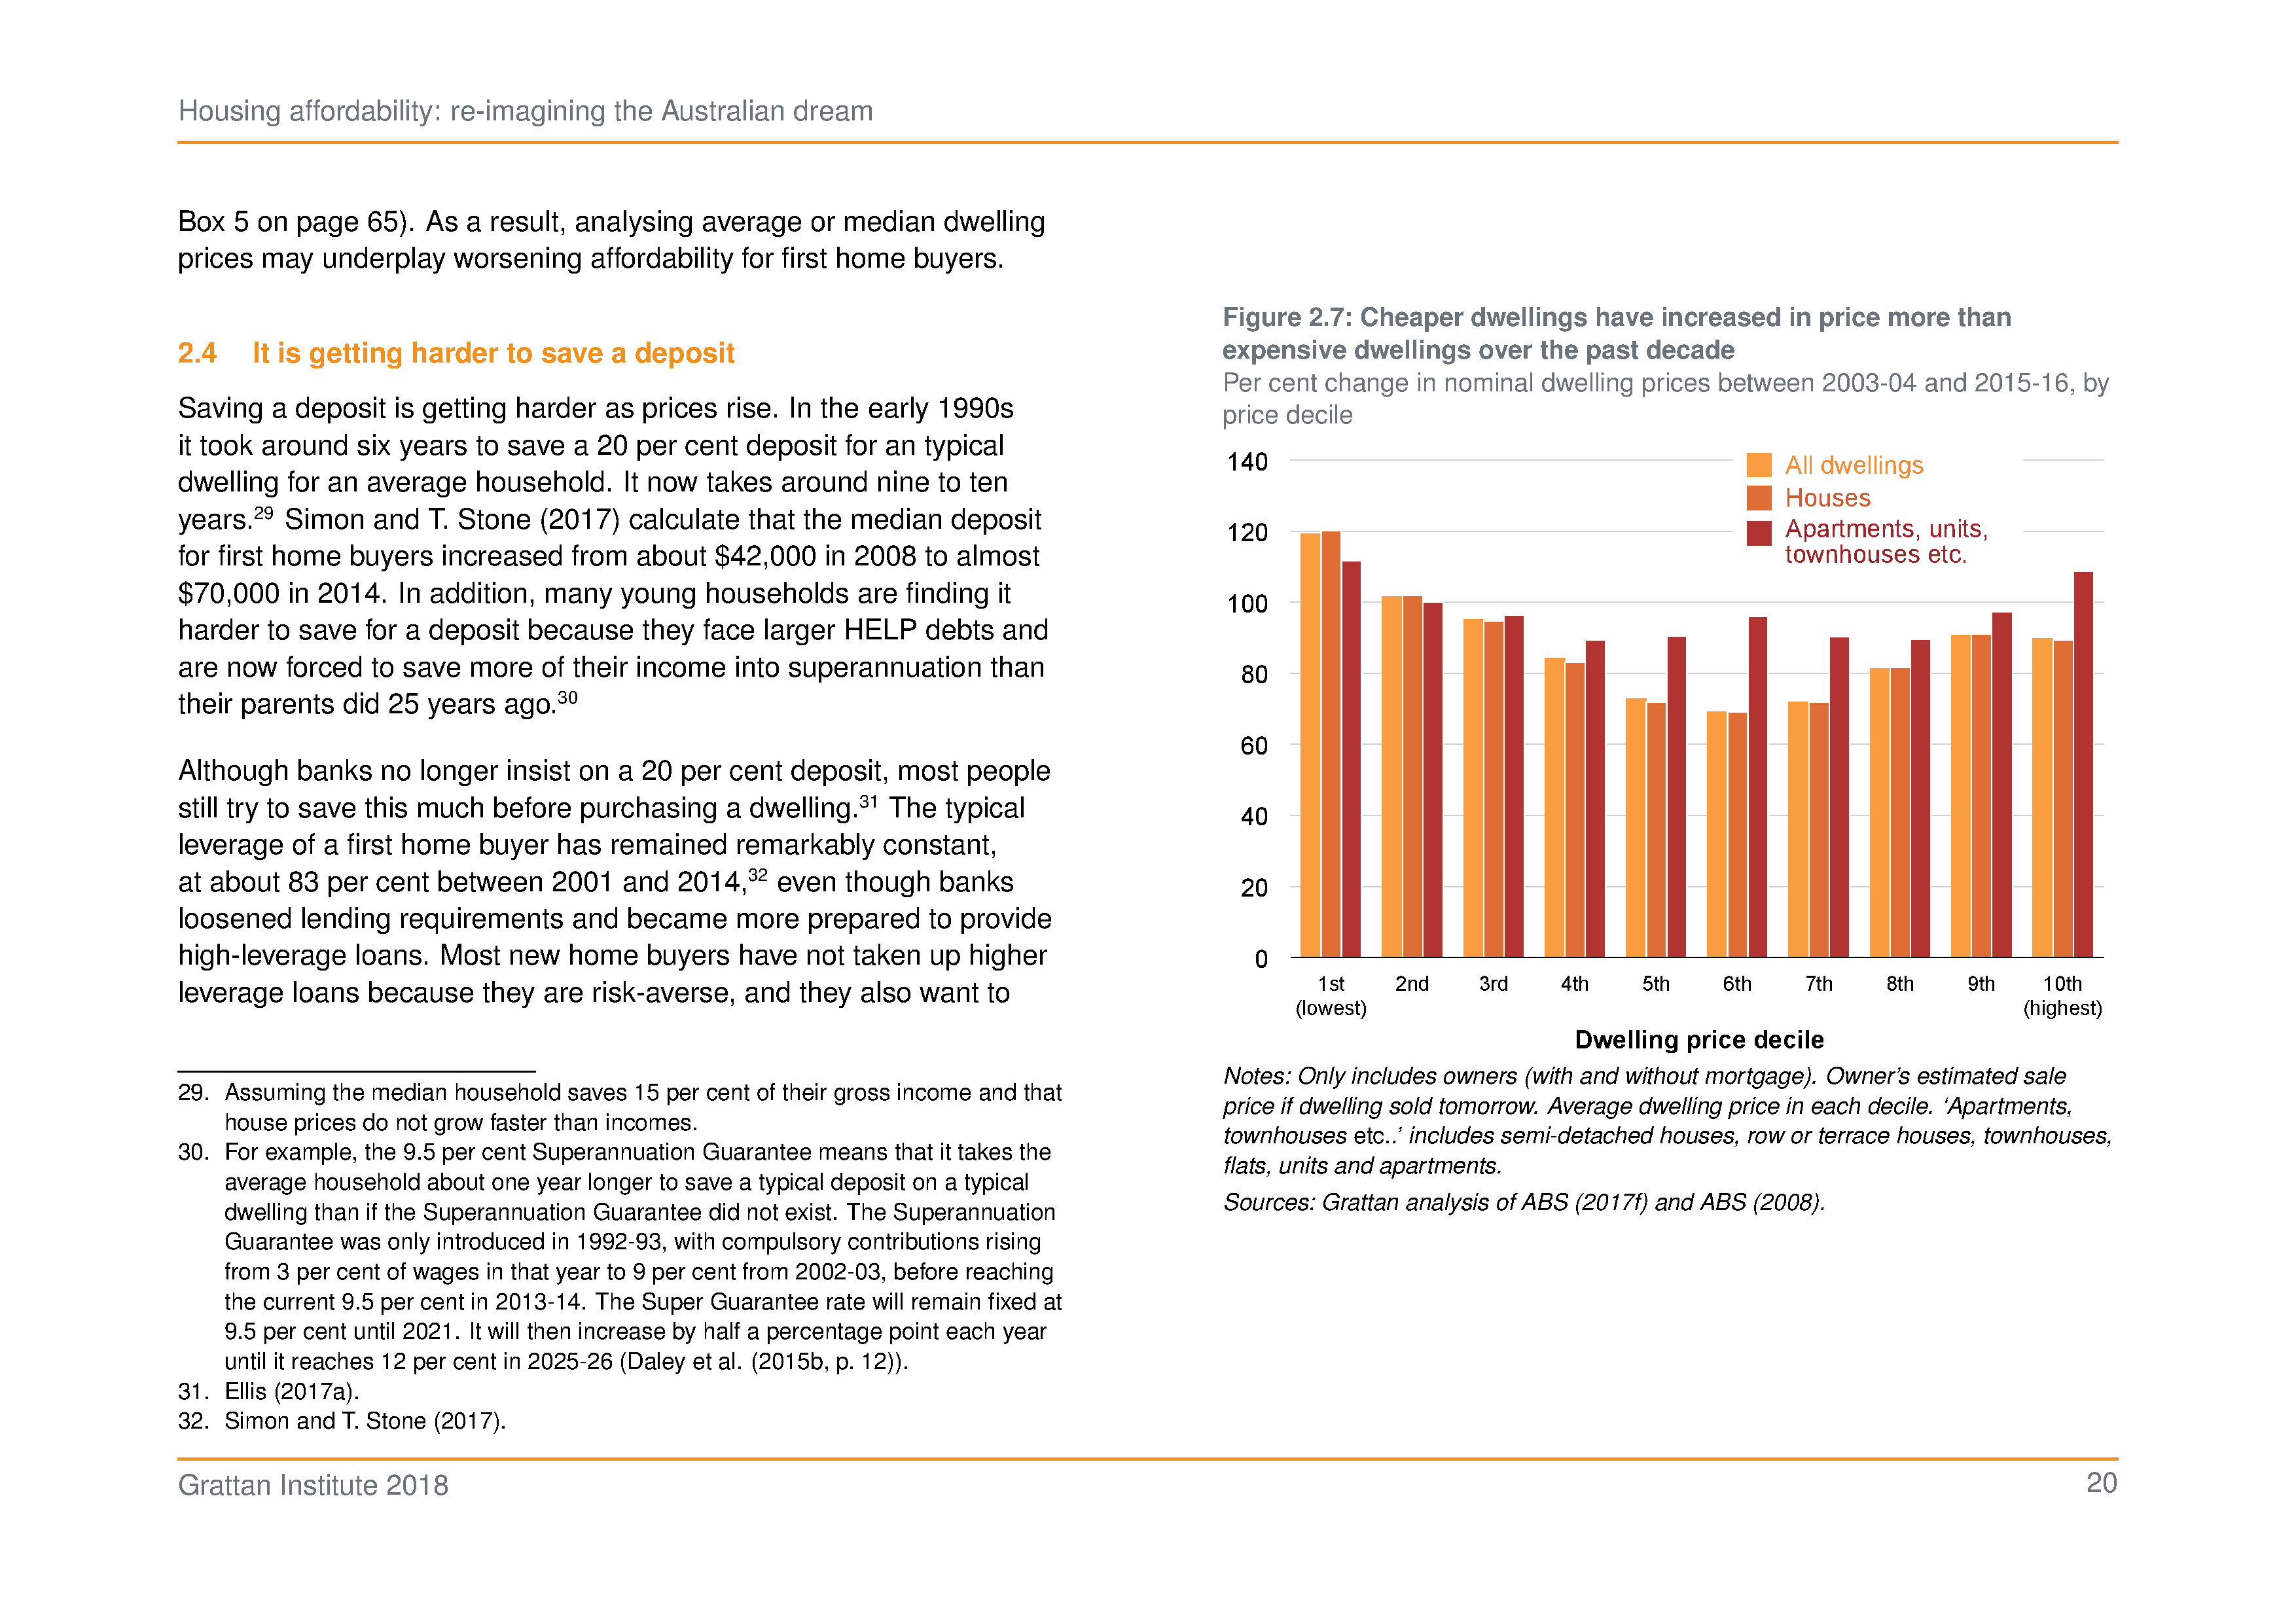 Housing affordability: re-imagining the Australian dream
Box 5 on page 65). As a result, analysing average or median dwelling
prices may underplay worsening affordability for first home buyers.
2.4 It is getting harder to save a deposit
Saving a deposit is getting harder as prices rise. In the early 1990s
it took around six years to save a 20 per cent deposit for an typical
dwelling for an average household. It now takes around nine to ten
years.29 Simon and T. Stone (2017) calculate that the median deposit
for first home buyers increased from about $42,000 in 2008 to almost
$70,000 in 2014. In addition, many young households are finding it
harder to save for a deposit because they face larger HELP debts and
are now forced to save more of their income into superannuation than
their parents did 25 years ago.30
Although banks no longer insist on a 20 per cent deposit, most people
still try to save this much before purchasing a dwelling.31 The typical
leverage of a first home buyer has remained remarkably constant,
at about 83 per cent between 2001 and 2014,32 even though banks
loosened lending requirements and became more prepared to provide
high-leverage loans. Most new home buyers have not taken up higher
leverage loans because they are risk-averse, and they also want to
29. Assuming the median household saves 15 per cent of their gross income and that
house prices do not grow faster than incomes.
30. For example, the 9.5 per cent Superannuation Guarantee means that it takes the
average household about one year longer to save a typical deposit on a typical
dwelling than if the Superannuation Guarantee did not exist. The Superannuation
Guarantee was only introduced in 1992-93, with compulsory contributions rising
from 3 per cent of wages in that year to 9 per cent from 2002-03, before reaching
the current 9.5 per cent in 2013-14. The Super Guarantee rate will remain fixed at
9.5 per cent until 2021. It will then increase by half a percentage point each year
until it reaches 12 per cent in 2025-26 (Daley et al. (2015b, p. 12)).
31. Ellis (2017a).
32. Simon and T. Stone (2017).
Figure 2.7: Cheaper dwellings have increased in price more than
expensive dwellings over the past decade
Per cent change in nominal dwelling prices between 2003-04 and 2015-16, by
price decile
140
120
100
80
60
40
20
0
All dwellings
Houses
Apartments, units,
townhouses etc.
1st 2nd 3rd 4th 5th 6th 7th 8th 9th 10th
(lowest) (highest)
Dwelling price decile
Notes: Only includes owners (with and without mortgage). Owner's estimated sale
price if dwelling sold tomorrow. Average dwelling price in each decile. ‘Apartments,
townhouses etc..’ includes semi-detached houses, row or terrace houses, townhouses,
flats, units and apartments.
Sources: Grattan analysis of ABS (2017f) and ABS (2008).
Grattan Institute 2018
20